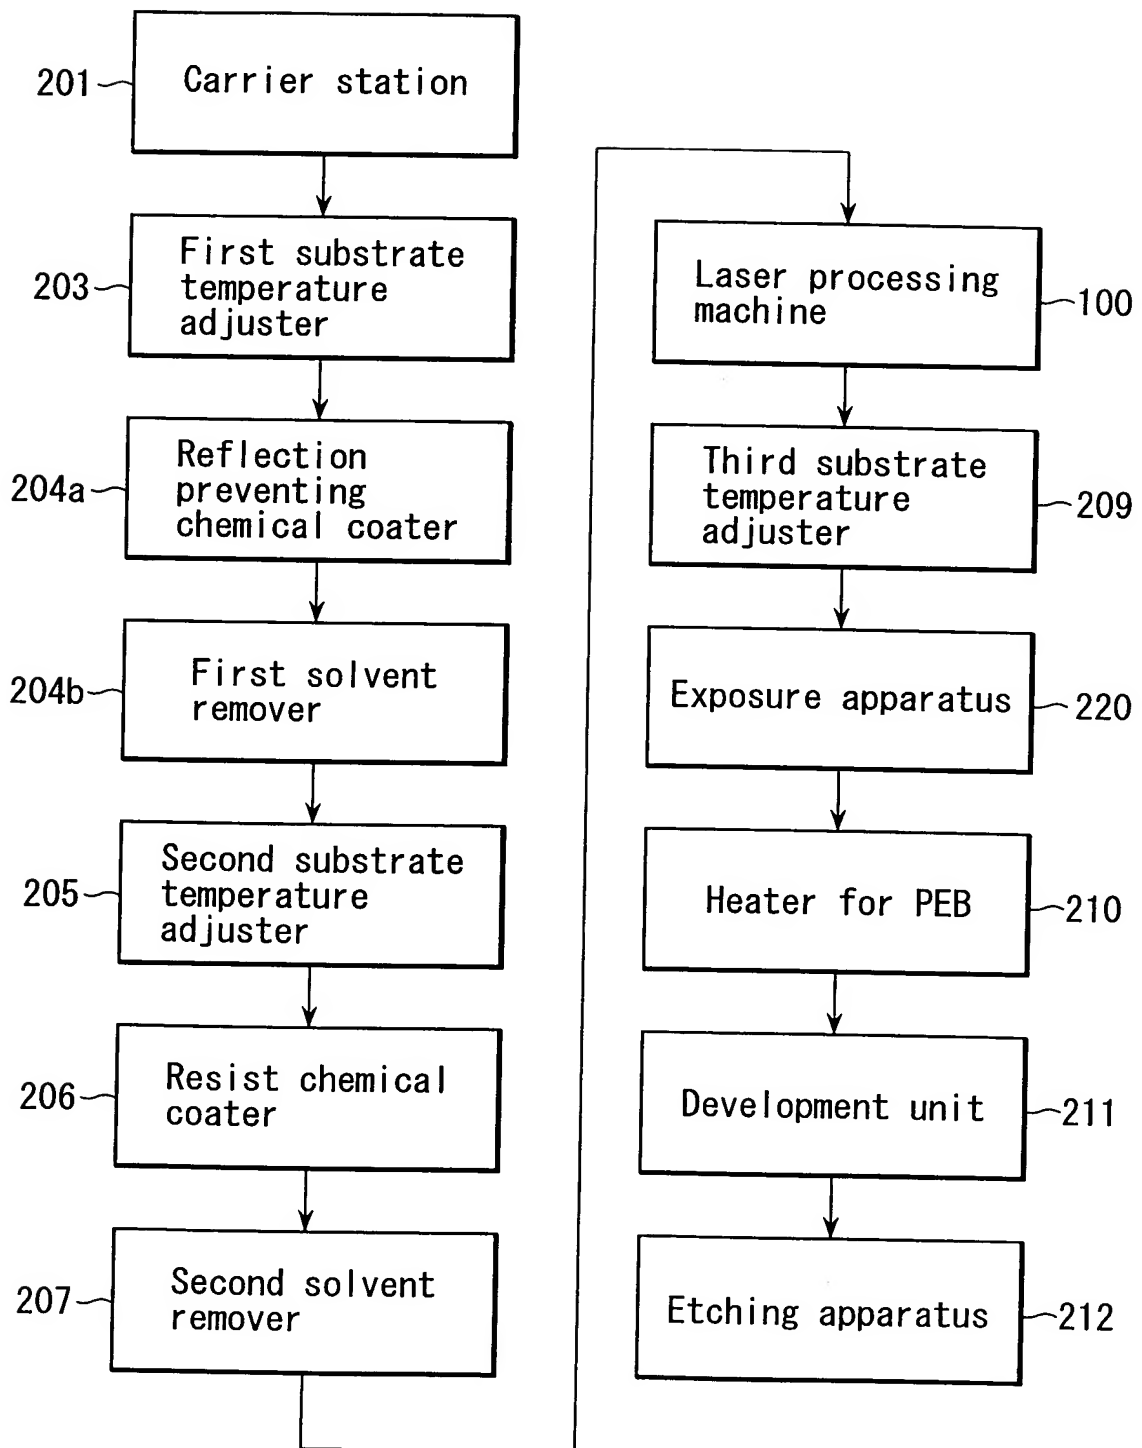 201
Carrier station
203
First substrate
temperature
adjuster
204a
Reflection
preventing
chemical coater
204b
First solvent
remover
205
Second substrate
temperature
adjuster
206
Resist chemical
coater
207
Second solvent
remover
Laser processing
machine
100
Third substrate
temperature
adjuster
209
Exposure apparatus
220
Heater for PEB
210
Development unit
211
Etching apparatus
212